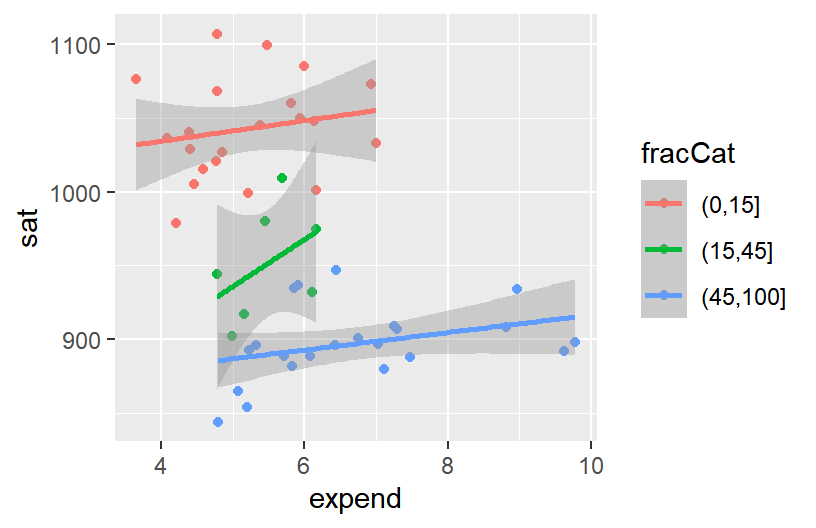 1100
1000
900
sat
4 6 8 10
expend
fracCat
(0,15]
(15,45]
(45,100]